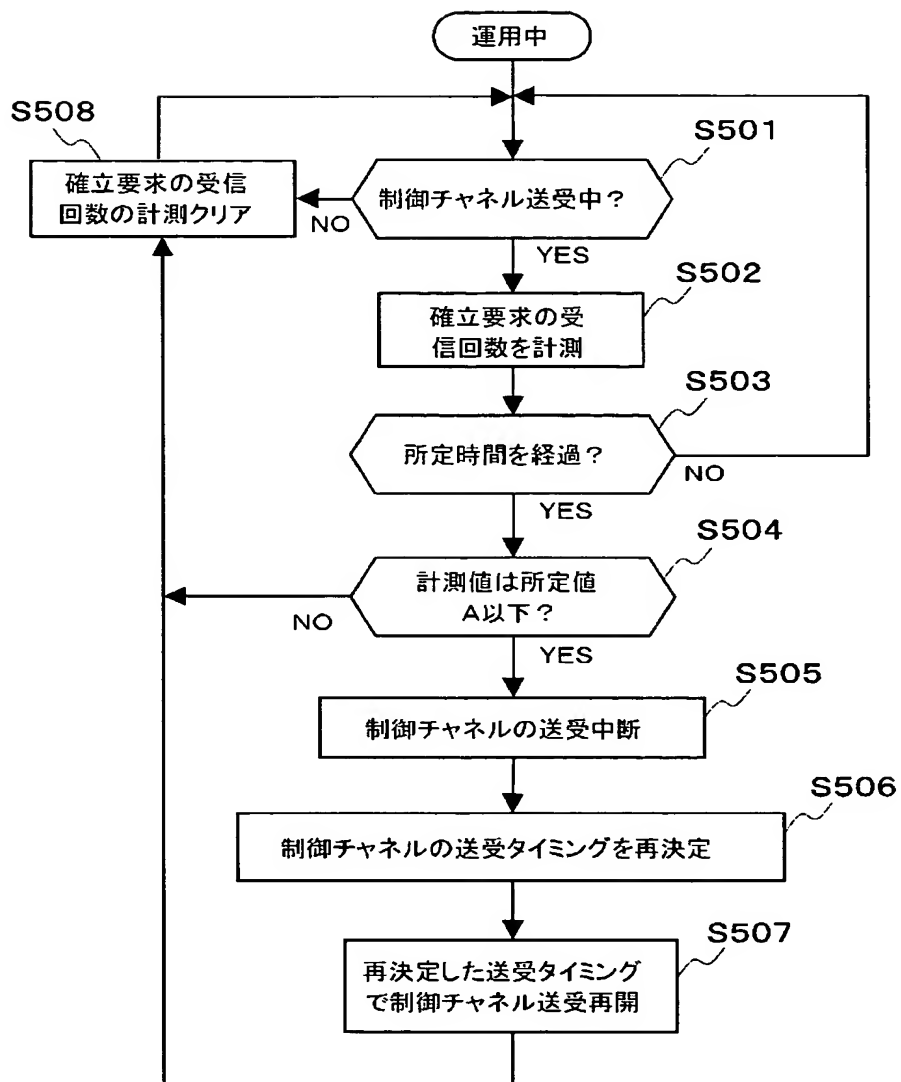 運用中
S508
S501
確立要求の受信
回数の計測クリア
制御チャネル送受中？
NO
YES
S502
確立要求の受
信回数を計測
S503
所定時間を経過？
NO
YES
S504
計測値は所定値
A以下？
NO
YES
S505
制御チャネルの送受中断
S506
制御チャネルの送受タイミングを再決定
S507
再決定した送受タイミング
で制御チャネル送受再開